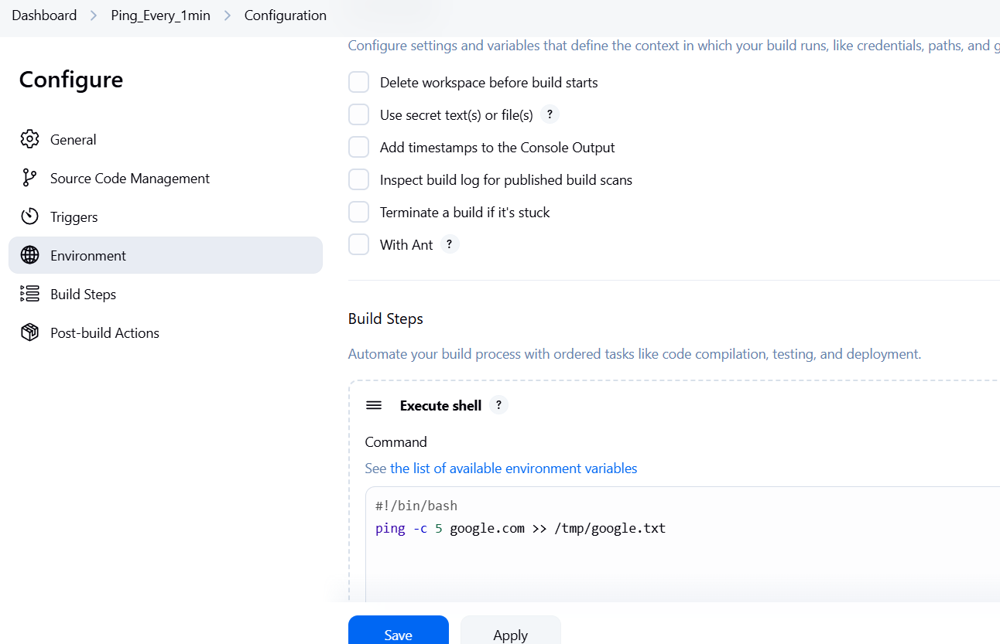 Dashboard > Ping_Every_1min > Configuration
Configure
General
Source Code Management
Triggers
Environment
Build Steps
Post-build Actions
Configure settings and variables that define the context in which your build runs, like credentials, paths, and g
Delete workspace before build starts
Use secret text(s) or file(s) ?
Add timestamps to the Console Output
Inspect build log for published build scans
Terminate a build if it's stuck
With Ant ?
Build Steps
Automate your build process with ordered tasks like code compilation, testing, and deployment.
Execute shell ?
Command
See the list of available environment variables
#!/bin/bash
ping -c 5 google.com >> /tmp/google.txt
Save
Apply